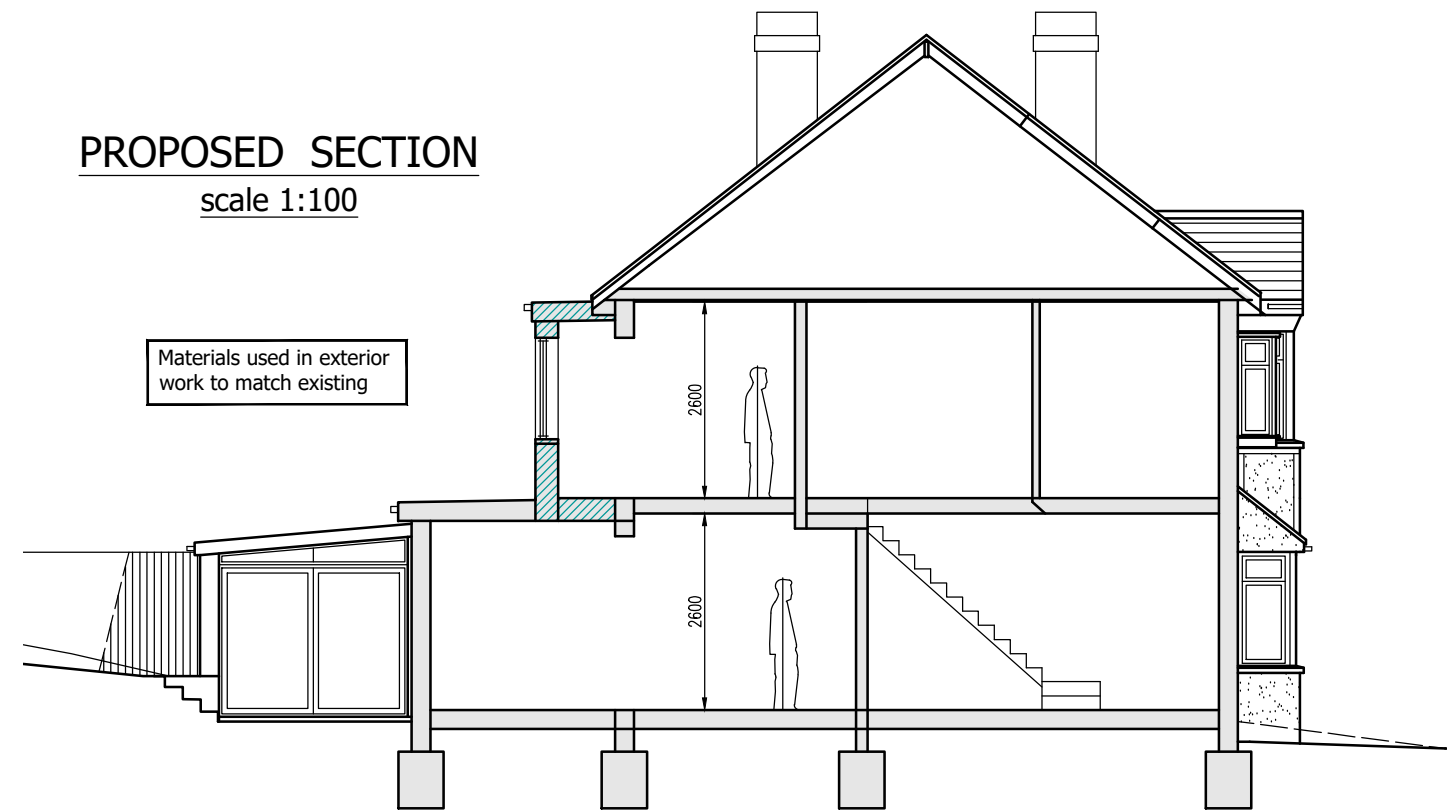 PROPOSED SECTION
scale 1:100
Materials used in exterior
work to match existing
2600
2600